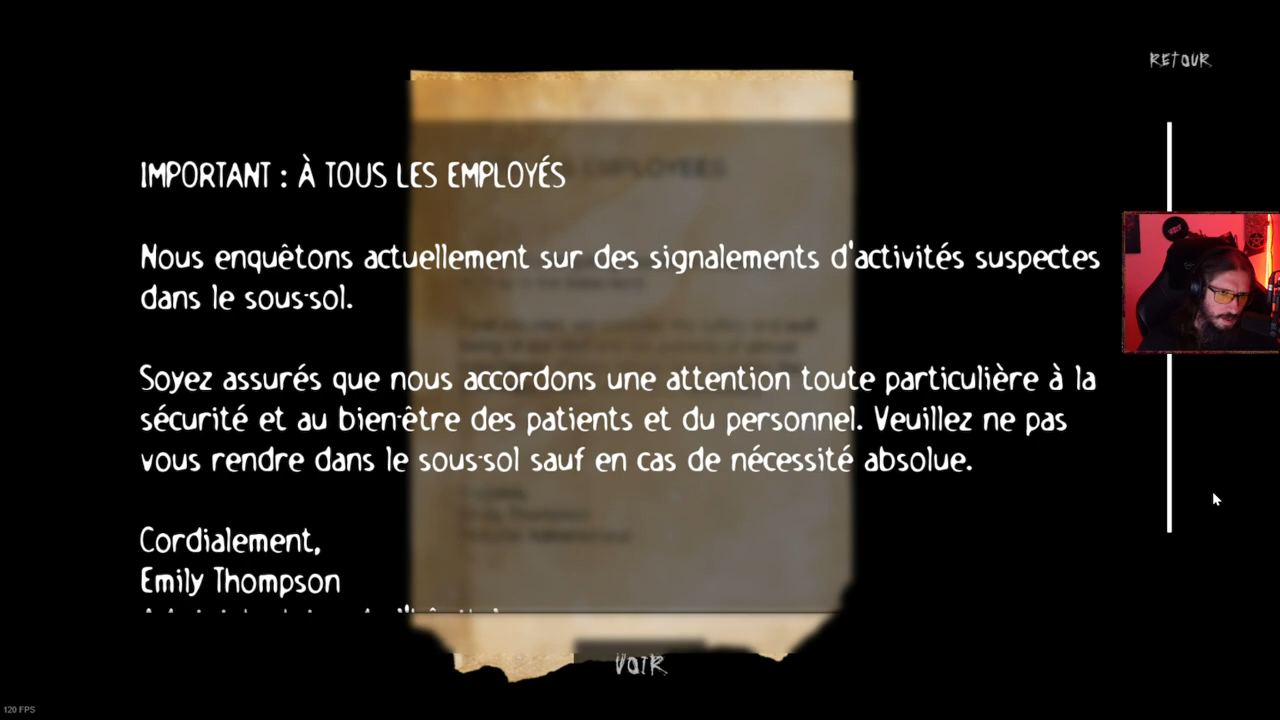 RETOUR
IMPORTANT : À TOUS LES EMPLOYÉS
Nous enquêtons actuellement sur des signalements d'activités suspectes
dans le sous-sol.
Soyez assurés que nous accordons une attention toute particulière à la
sécurité et au bien-être des patients et du personnel. Veuillez ne pas
vous rendre dans le sous-sol sauf en cas de nécessité absolue.
Cordialement,
Emily Thompson
VOIR
120 FPS